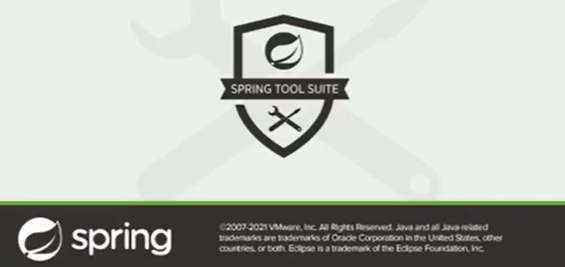 SPRING TOOL SUITE
spring
©2007-2021 VMware, Inc. All Rights Reserved. Java and all Java-related
trademarks are trademarks of Oracle Corporation in the United States, other
countries, or both. Eclipse is a trademark of the Eclipse Foundation, Inc.